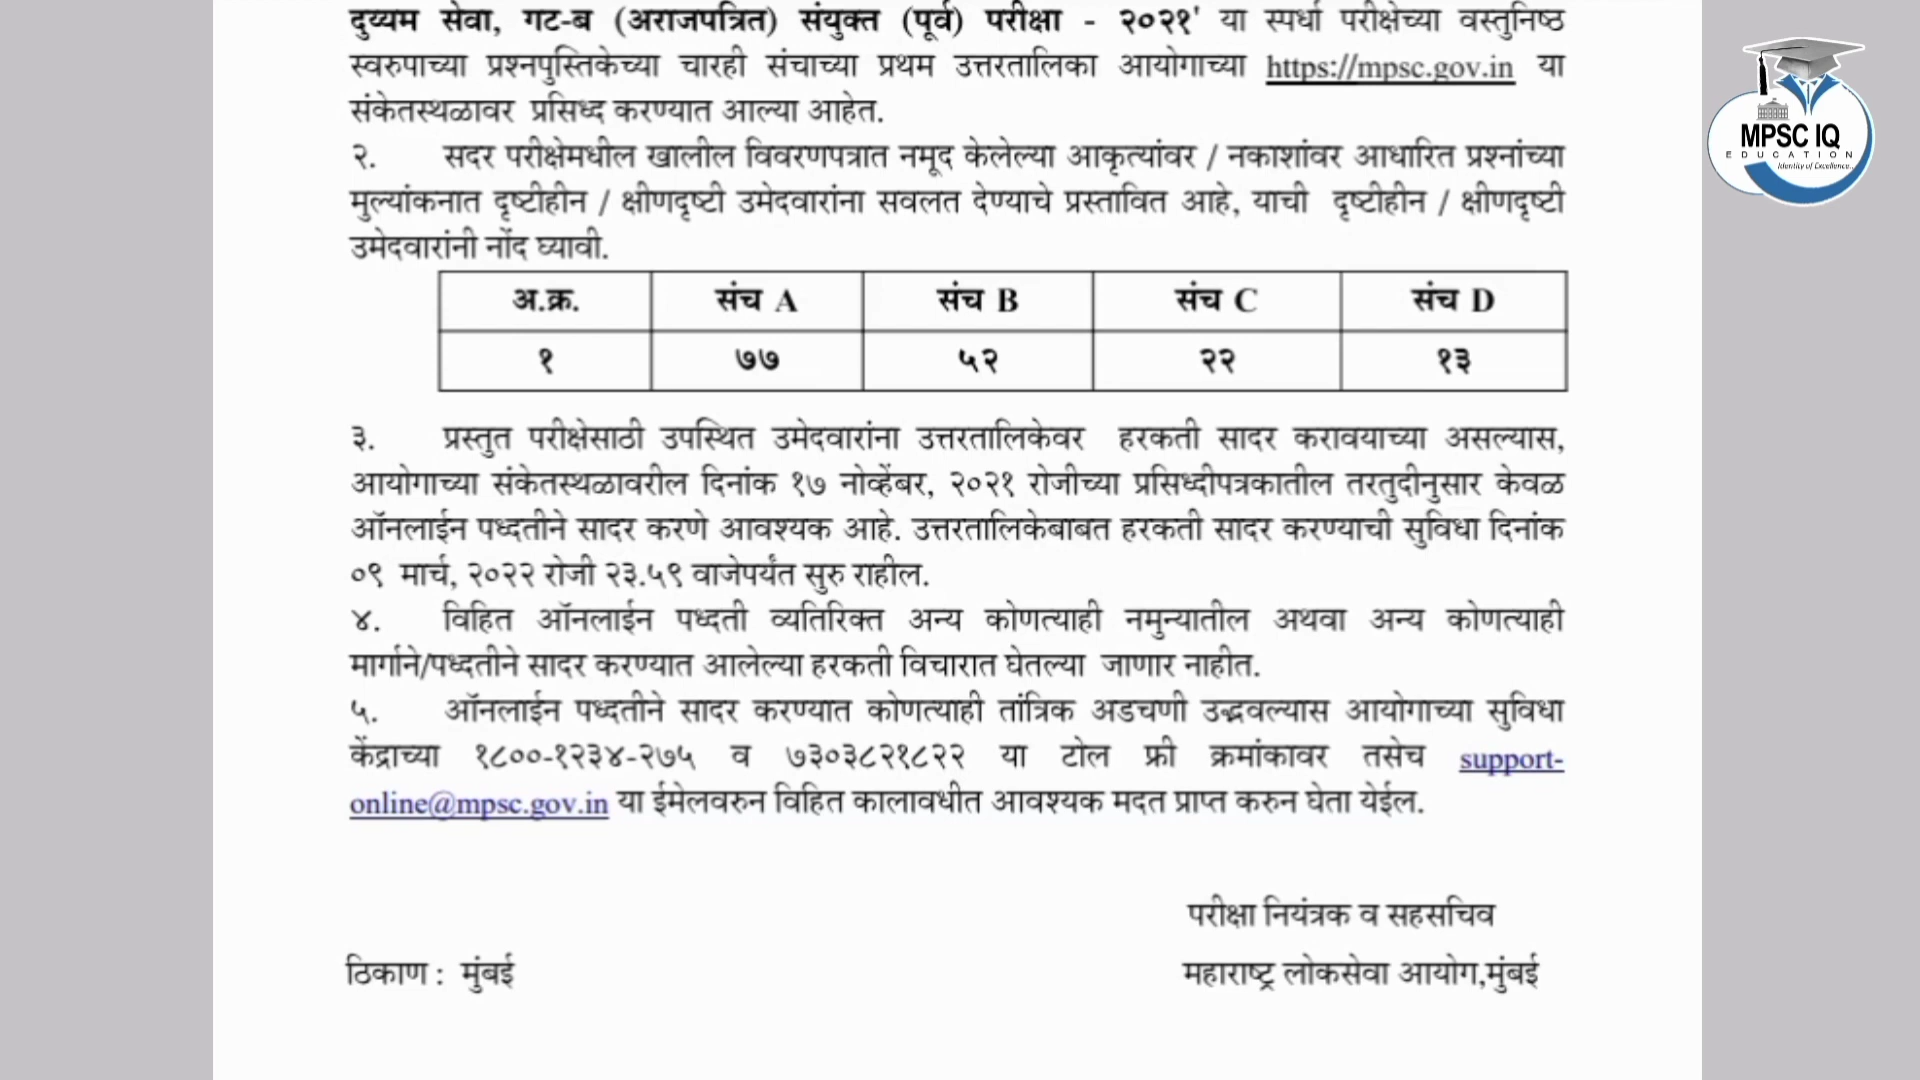 दुय्यम सेवा, गट-ब (अराजपत्रित) संयुक्त (पूर्व) परीक्षा - २०२१' या स्पर्धा परीक्षेच्या वस्तुनिष्ठ
स्वरुपाच्या प्रश्नपुस्तिकेच्या चारही संचाच्या प्रथम उत्तरतालिका आयोगाच्या https://mpsc.gov.in या
संकेतस्थळावर प्रसिध्द करण्यात आल्या आहेत.
२. सदर परीक्षेमधील खालील विवरणपत्रात नमूद केलेल्या आकृत्यांवर / नकाशांवर आधारित प्रश्नांच्या
मुल्यांकनात दृष्टीहीन / क्षीणदृष्टी उमेदवारांना सवलत देण्याचे प्रस्तावित आहे, याची दृष्टीहीन / क्षीणदृष्टी
उमेदवारांनी नोंद घ्यावी.
अ.क्र. संच A संच B संच C संच D
१ ७७ ५२ २२ १३
३. प्रस्तुत परीक्षेसाठी उपस्थित उमेदवारांना उत्तरतालिकेवर हरकती सादर करावयाच्या असल्यास,
आयोगाच्या संकेतस्थळावरील दिनांक १७ नोव्हेंबर, २०२१ रोजीच्या प्रसिध्दीपत्रकातील तरतुदीनुसार केवळ
ऑनलाईन पध्दतीने सादर करणे आवश्यक आहे. उत्तरतालिकेबाबत हरकती सादर करण्याची सुविधा दिनांक
०९ मार्च, २०२२ रोजी २३.५९ वाजेपर्यंत सुरु राहील.
४. विहित ऑनलाईन पध्दती व्यतिरिक्त अन्य कोणत्याही नमुन्यातील अथवा अन्य कोणत्याही
मार्गाने/पध्दतीने सादर करण्यात आलेल्या हरकती विचारात घेतल्या जाणार नाहीत.
५. ऑनलाईन पध्दतीने सादर करण्यात कोणत्याही तांत्रिक अडचणी उद्भवल्यास आयोगाच्या सुविधा
केंद्राच्या १८००-१२३४-२७५ व ७३०३८२१८२२ या टोल फ्री क्रमांकावर तसेच support-
online@mpsc.gov.in या ईमेलवरुन विहित कालावधीत आवश्यक मदत प्राप्त करुन घेता येईल.
परीक्षा नियंत्रक व सहसचिव
ठिकाण : मुंबई महाराष्ट्र लोकसेवा आयोग,मुंबई
MPSC IQ
EDUCATION
Identity of Excellence...